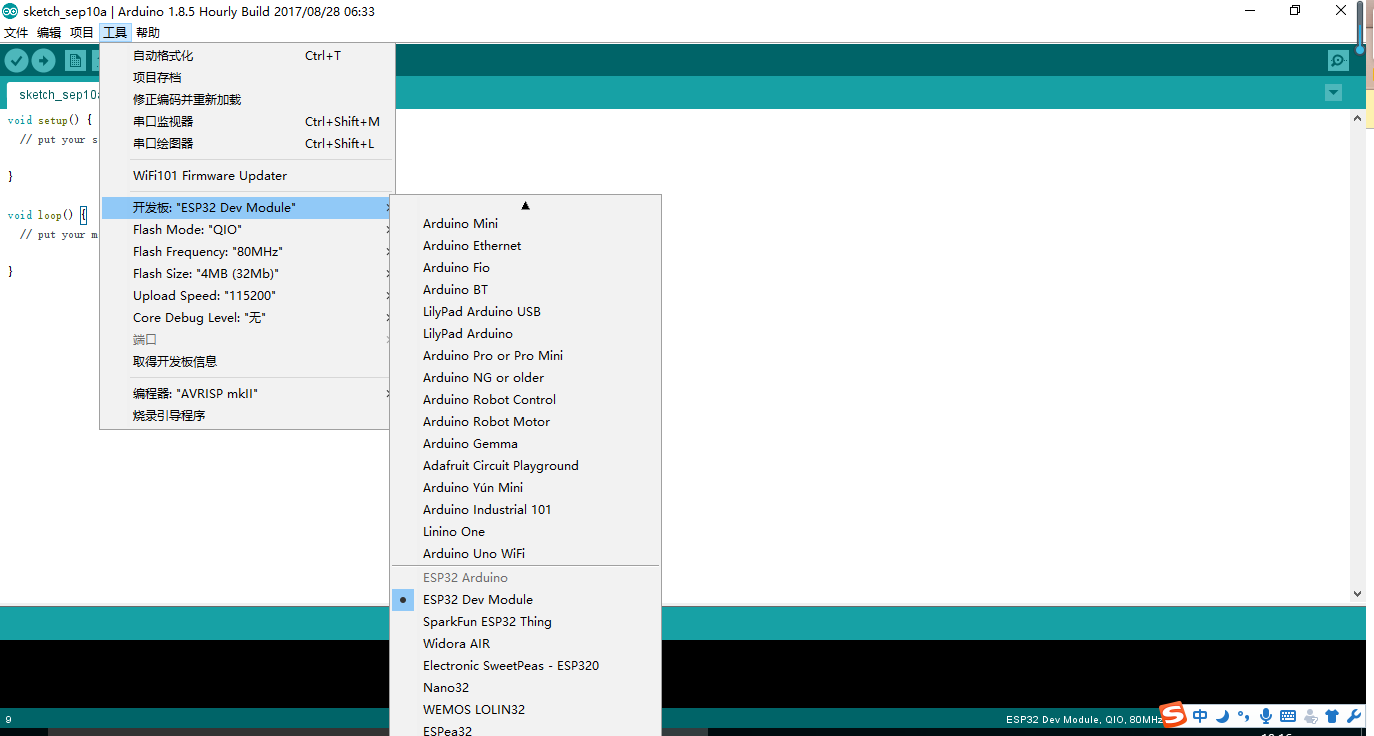 sketch_sep10a | Arduino 1.8.5 Hourly Build 2017/08/28 06:33
文件 编辑 项目 工具 帮助
自动格式化 Ctrl+T
项目存档
修正编码并重新加载
串口监视器 Ctrl+Shift+M
串口绘图器 Ctrl+Shift+L
WiFi101 Firmware Updater
开发板: "ESP32 Dev Module"
Flash Mode: "QIO"
Flash Frequency: "80MHz"
Flash Size: "4MB (32Mb)"
Upload Speed: "115200"
Core Debug Level: "无"
端口
取得开发板信息
编程器: "AVRISP mkII"
烧录引导程序
sketch_sep10a
void setup() {
// put your s
}
void loop() {
// put your m
}
Arduino Mini
Arduino Ethernet
Arduino Fio
Arduino BT
LilyPad Arduino USB
LilyPad Arduino
Arduino Pro or Pro Mini
Arduino NG or older
Arduino Robot Control
Arduino Robot Motor
Arduino Gemma
Adafruit Circuit Playground
Arduino Yún Mini
Arduino Industrial 101
Linino One
Arduino Uno WiFi
ESP32 Arduino
ESP32 Dev Module
SparkFun ESP32 Thing
Widora AIR
Electronic SweetPeas - ESP320
Nano32
WEMOS LOLIN32
ESPea32
9
ESP32 Dev Module, QIO, 80MHz
S 中